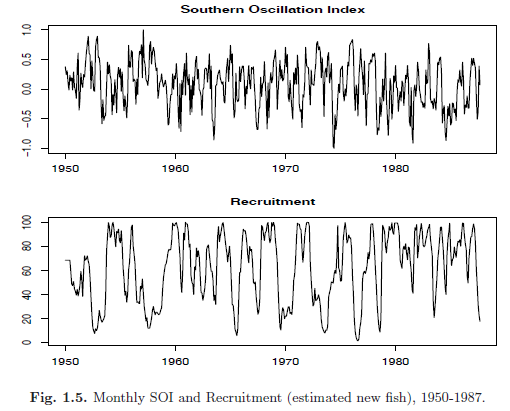 Southern Oscillation Index
1.0
0.5
0.0
−0.5
−1.0
1950 1960 1970 1980
Recruitment
100
80
60
40
20
0
1950 1960 1970 1980
Fig. 1.5. Monthly SOI and Recruitment (estimated new fish), 1950-1987.